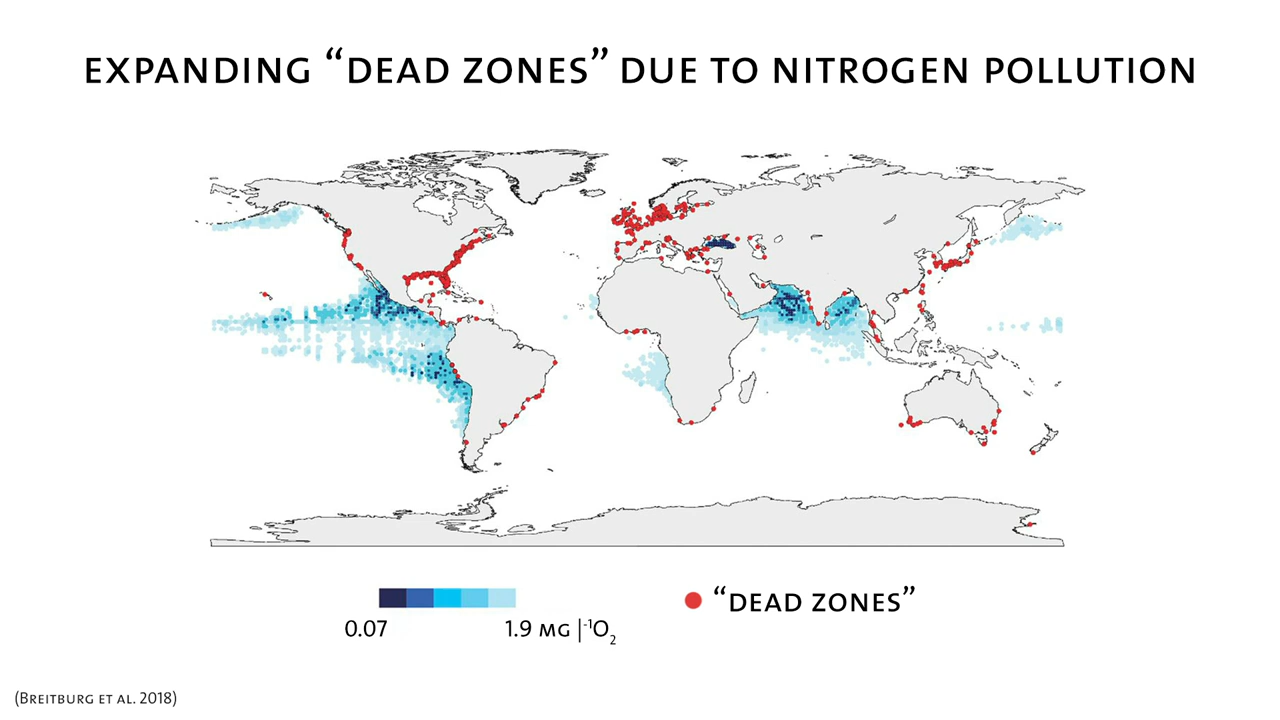 EXPANDING “DEAD ZONES” DUE TO NITROGEN POLLUTION
0.07 1.9 MG |⁻¹O₂
“DEAD ZONES”
(BREITBURG ET AL. 2018)